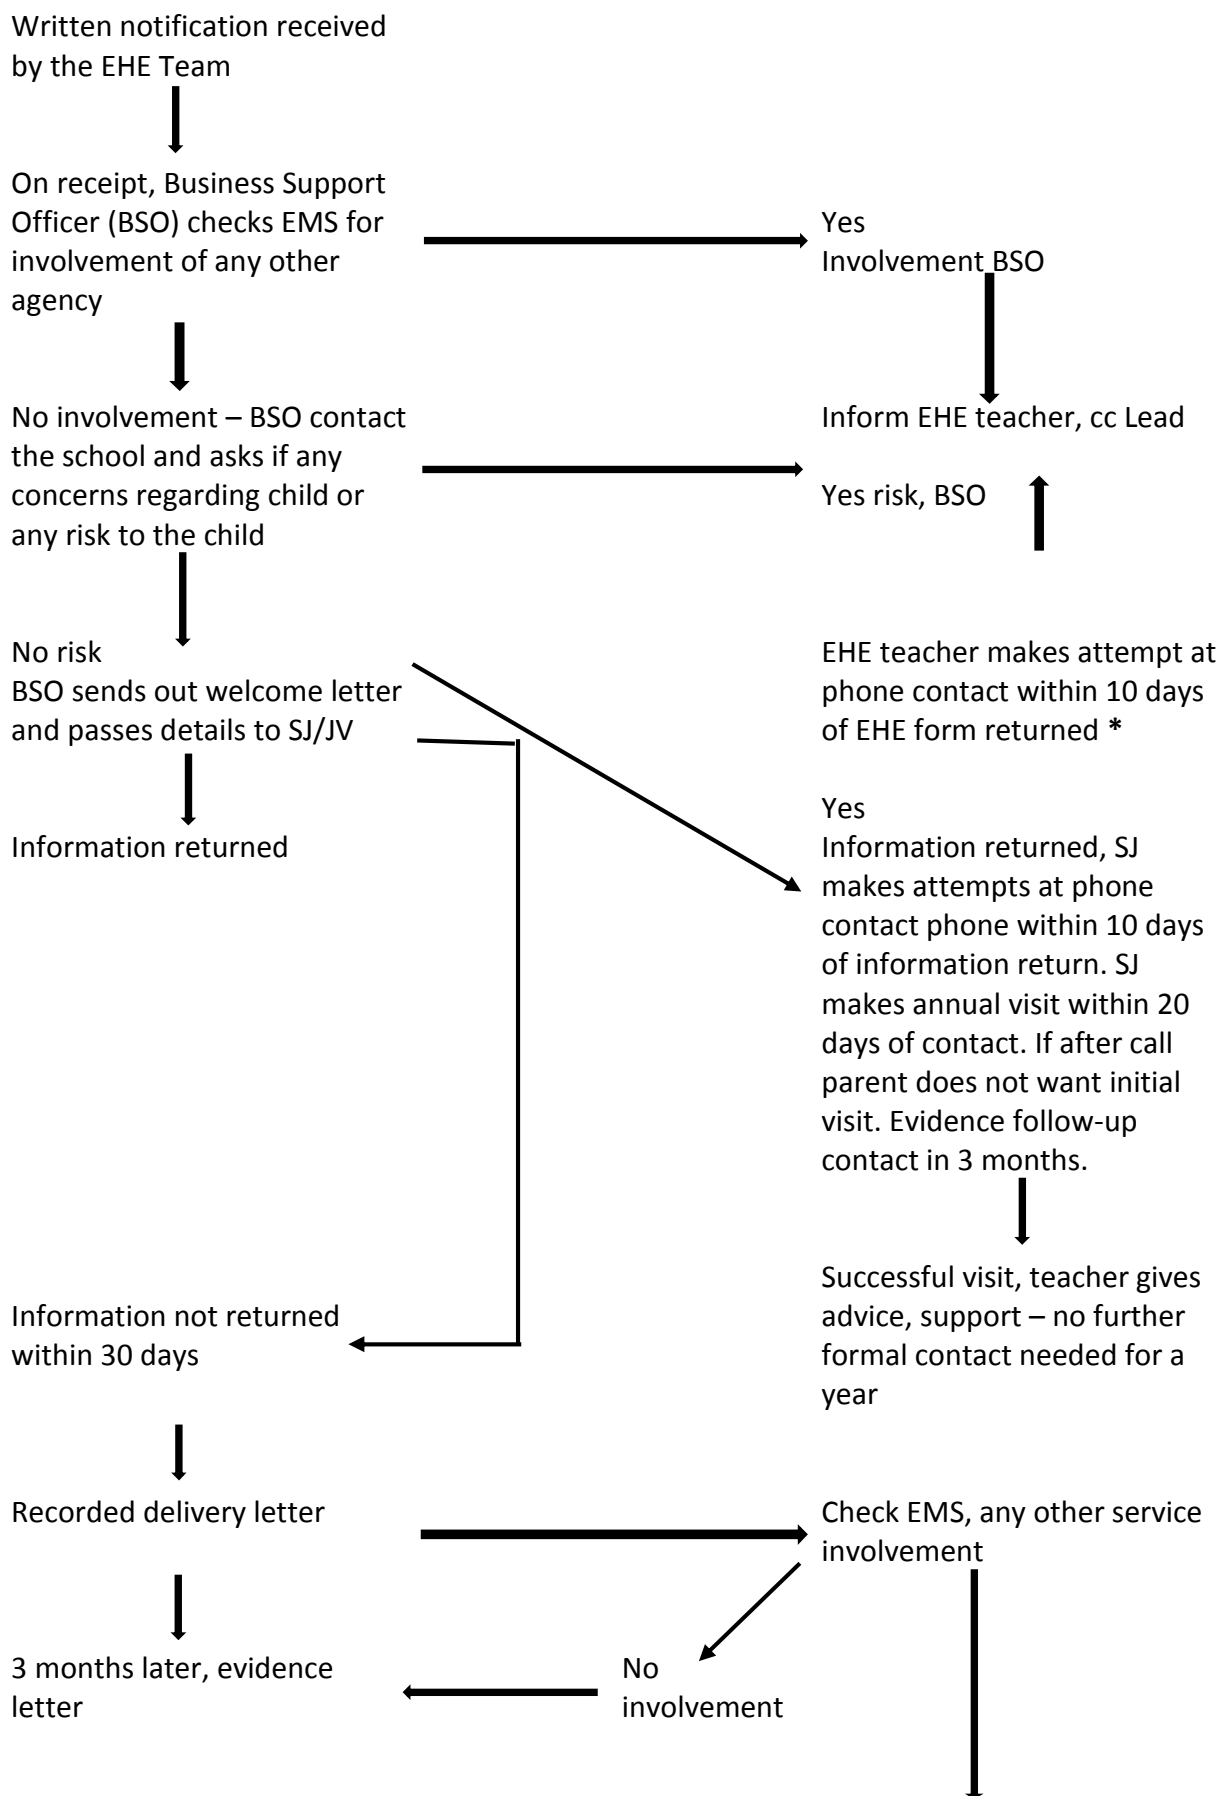 Written notification received
by the EHE Team
On receipt, Business Support
Officer (BSO) checks EMS for
involvement of any other
agency
Yes
Involvement BSO
No involvement – BSO contact
the school and asks if any
concerns regarding child or
any risk to the child
Inform EHE teacher, cc Lead
Yes risk, BSO
No risk
BSO sends out welcome letter
and passes details to SJ/JV
EHE teacher makes attempt at
phone contact within 10 days
of EHE form returned *
Information returned
Yes
Information returned, SJ
makes attempts at phone
contact phone within 10 days
of information return. SJ
makes annual visit within 20
days of contact. If after call
parent does not want initial
visit. Evidence follow-up
contact in 3 months.
Successful visit, teacher gives
advice, support – no further
formal contact needed for a
year
Information not returned
within 30 days
Recorded delivery letter
Check EMS, any other service
involvement
3 months later, evidence
letter
No
involvement